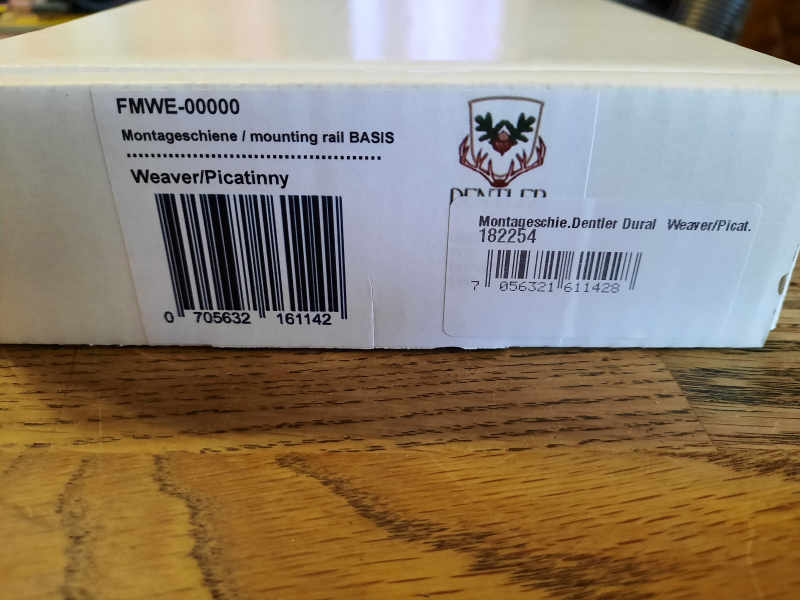 FMWE-00000
Montageschiene / mounting rail BASIS
Weaver/Picatinny
0 705632 161142
DENTLER
Montageschie.Dentler Dural Weaver/Picat.
182254
7 056321 611428